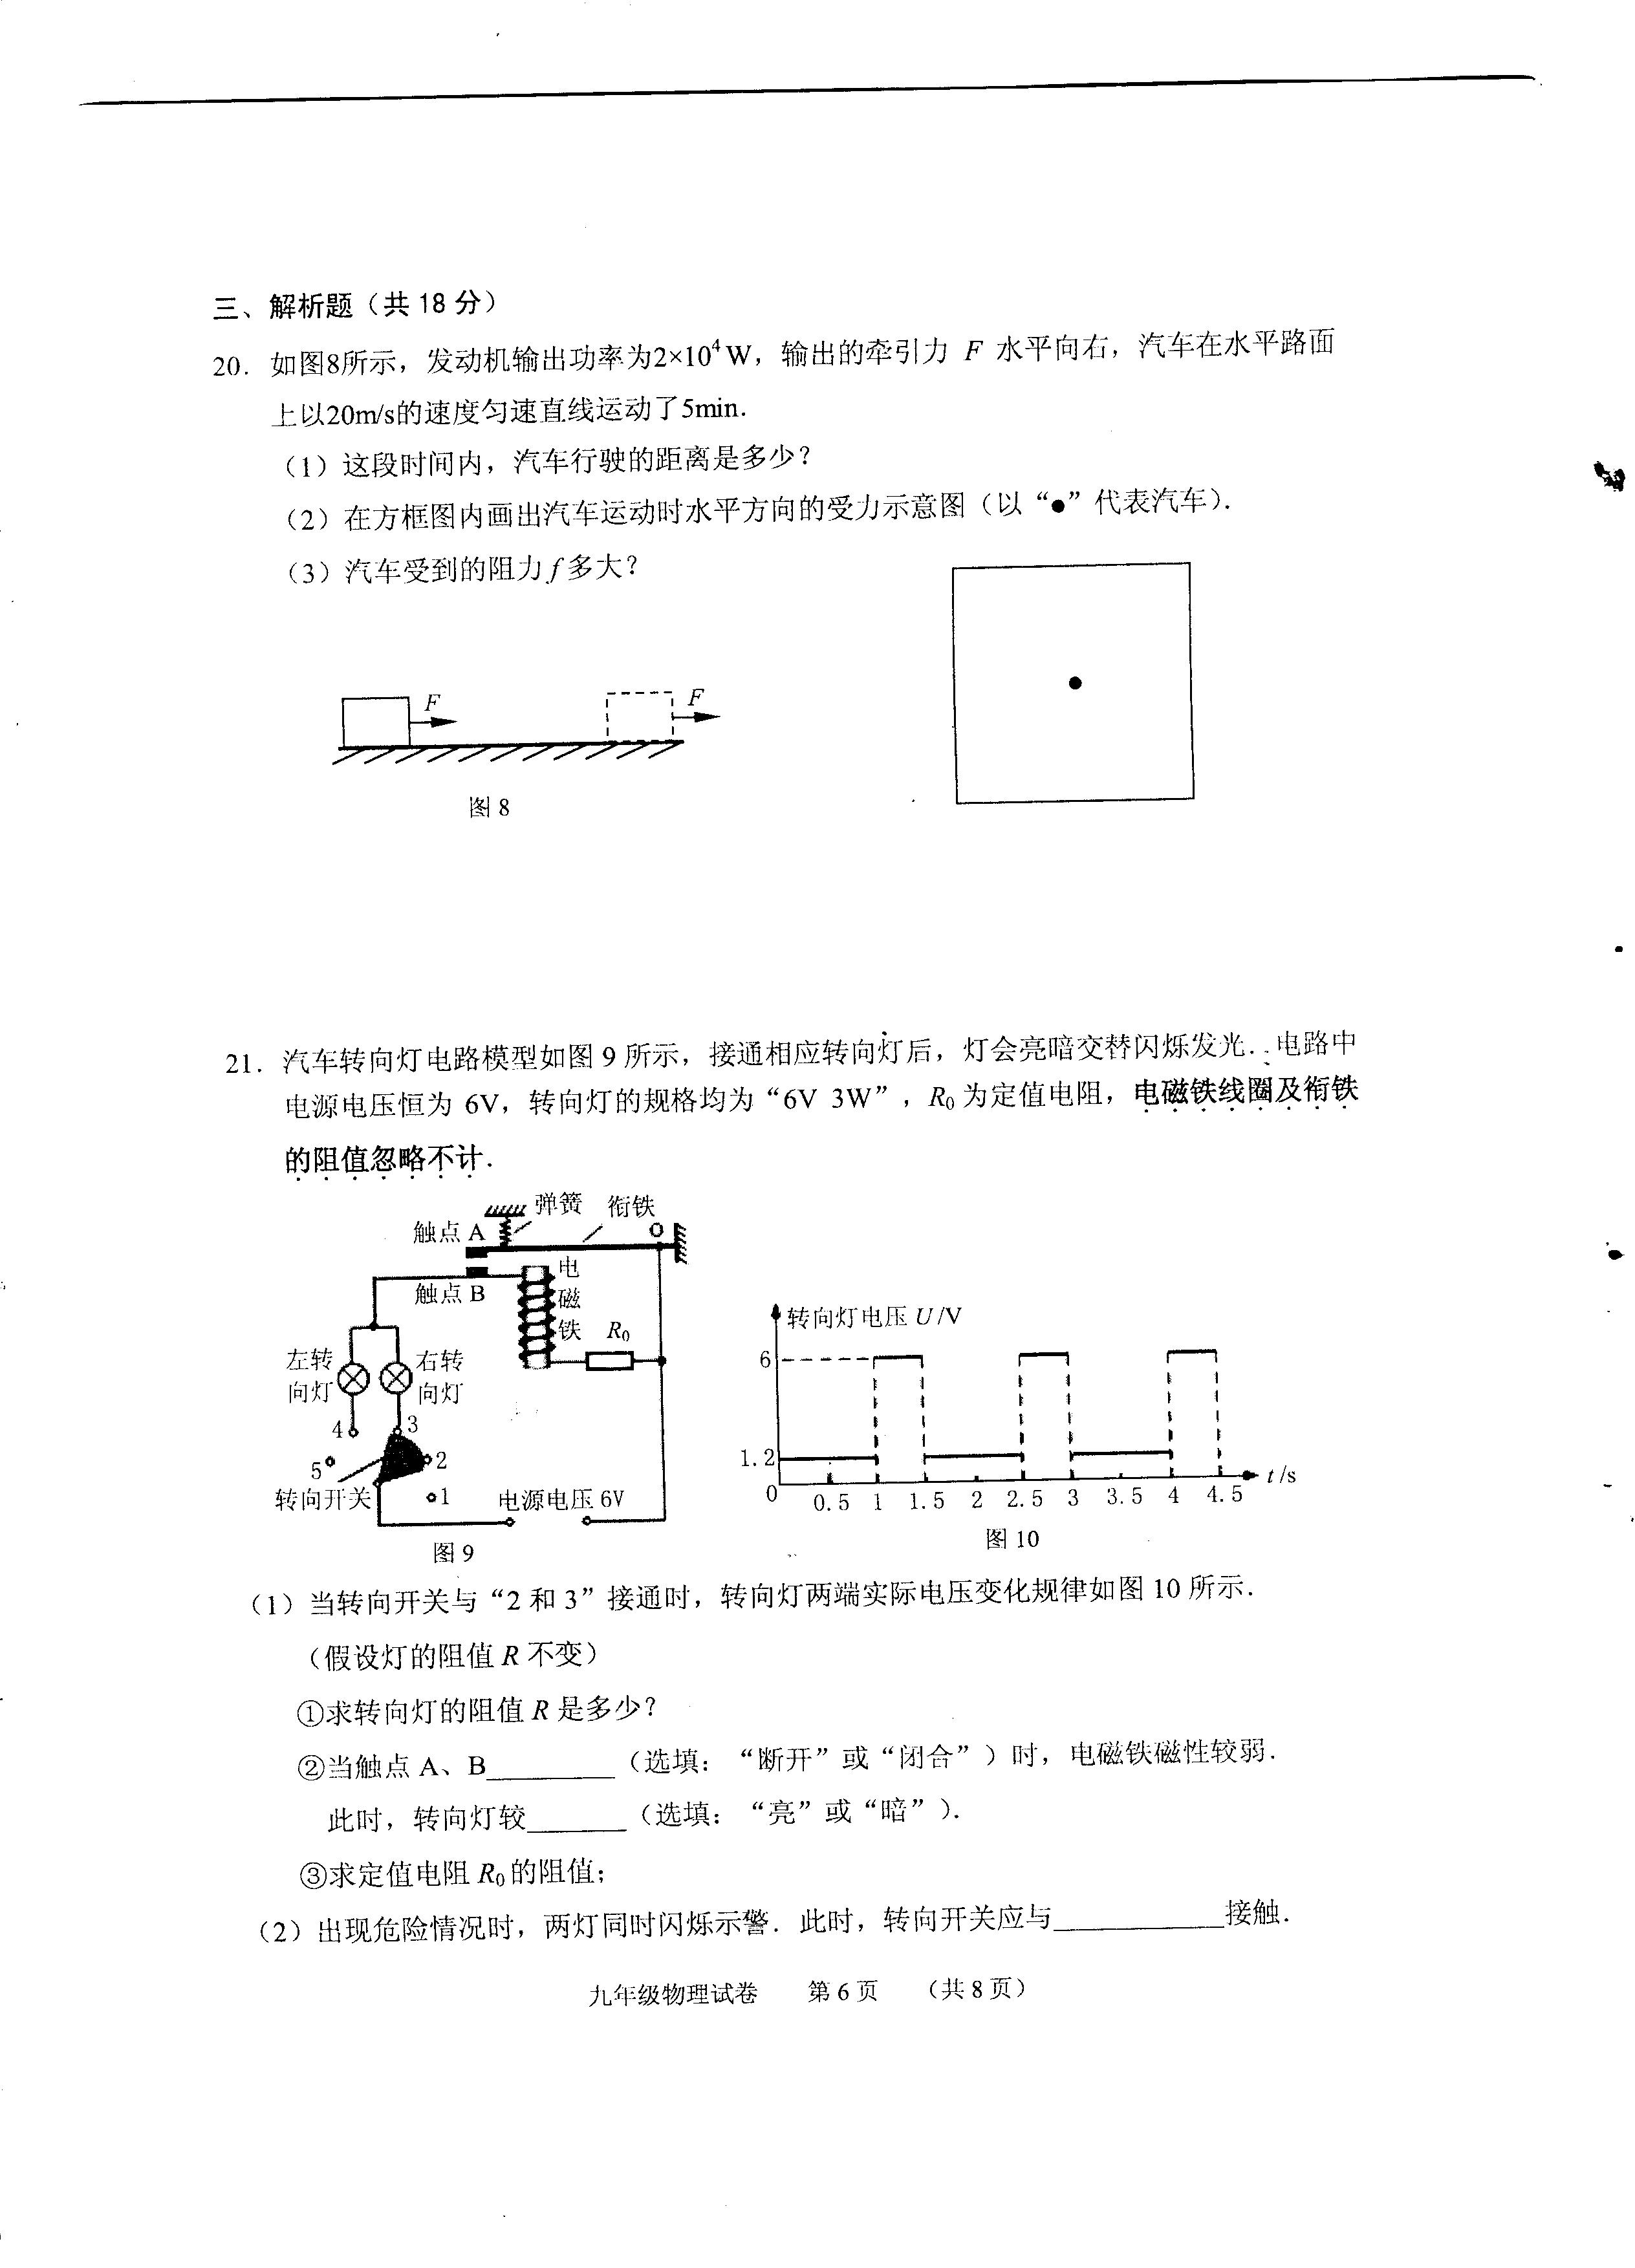 三、解析题（共 18 分）
20．如图8所示，发动机输出功率为2×10⁴W，输出的牵引力 F 水平向右，汽车在水平路面
上以20m/s的速度匀速直线运动了5min.
（1）这段时间内，汽车行驶的距离是多少？
（2）在方框图内画出汽车运动时水平方向的受力示意图（以“●”代表汽车）.
（3）汽车受到的阻力 f 多大？
F
F
图 8
21．汽车转向灯电路模型如图 9 所示，接通相应转向灯后，灯会亮暗交替闪烁发光．电路中
电源电压恒为 6V，转向灯的规格均为“6V 3W”，R₀ 为定值电阻，电磁铁线圈及衔铁
的阻值忽略不计．
弹簧 衔铁
触点 A O
触点 B 电磁铁
R₀
左转向灯 右转向灯
4 3
5 2
转向开关 1 电源电压 6V
图 9
转向灯电压 U/V
6
1.2
0 0.5 1 1.5 2 2.5 3 3.5 4 4.5 t/s
图 10
（1）当转向开关与“2 和 3”接通时，转向灯两端实际电压变化规律如图 10 所示．
（假设灯的阻值 R 不变）
①求转向灯的阻值 R 是多少？
②当触点 A、B________（选填：“断开”或“闭合”）时，电磁铁磁性较弱．
此时，转向灯较______（选填：“亮”或“暗”）．
③求定值电阻 R₀的阻值；
（2）出现危险情况时，两灯同时闪烁示警．此时，转向开关应与__________接触．
九年级物理试卷 第 6 页 （共 8 页）